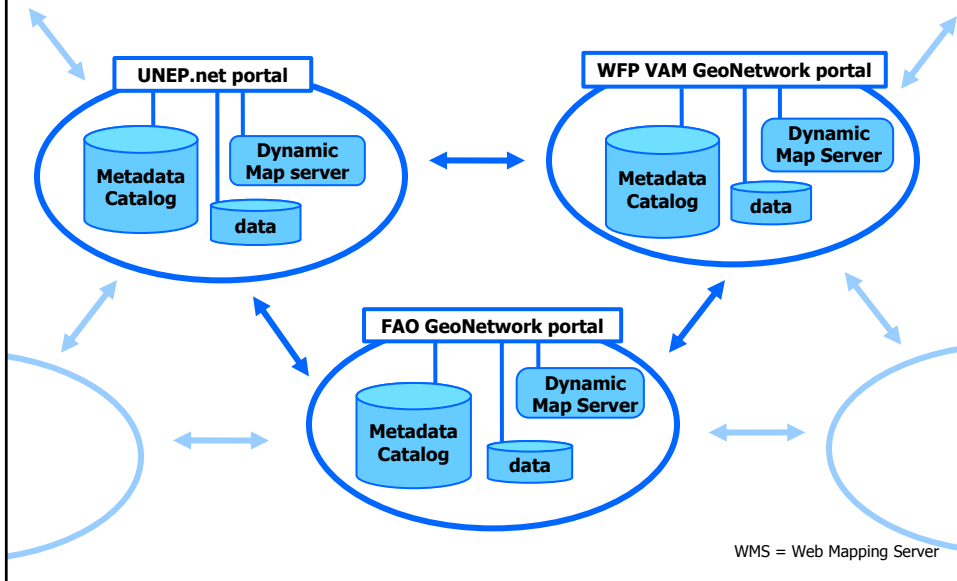 UNEP.net portal
Metadata
Catalog
Dynamic
Map server
data
WFP VAM GeoNetwork portal
Metadata
Catalog
Dynamic
Map Server
data
FAO GeoNetwork portal
Metadata
Catalog
Dynamic
Map Server
data
WMS = Web Mapping Server